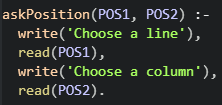 askPosition(POS1, POS2) :-
write('Choose a line'),
read(POS1),
write('Choose a column'),
read(POS2).